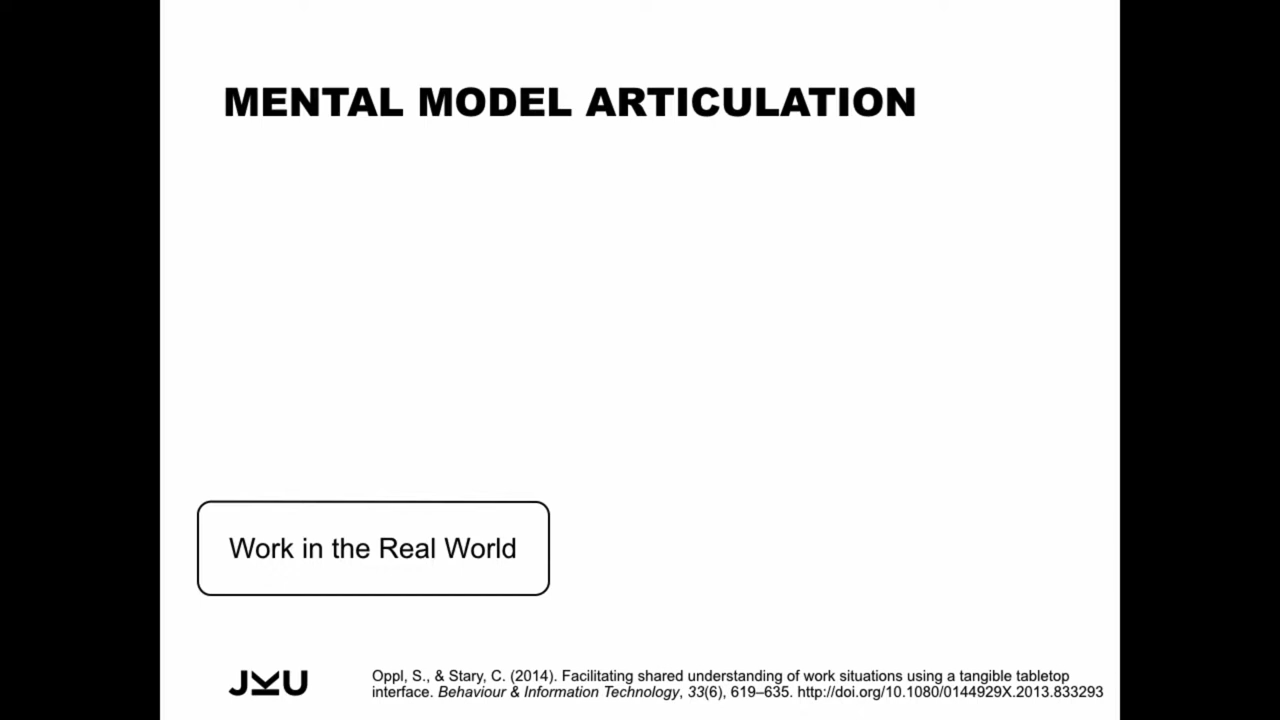 MENTAL MODEL ARTICULATION
Work in the Real World
JKU
Oppl, S., & Stary, C. (2014). Facilitating shared understanding of work situations using a tangible tabletop
interface. Behaviour & Information Technology, 33(6), 619–635. http://doi.org/10.1080/0144929X.2013.833293